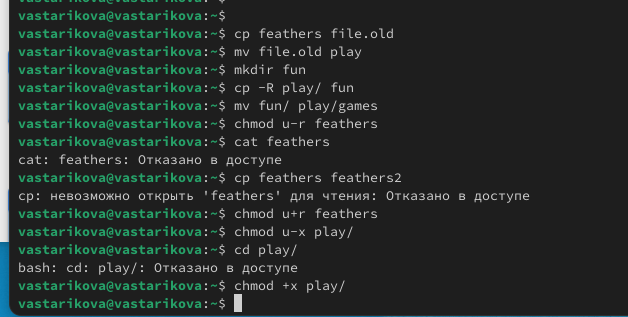 vastarikova@vastarikova:~$
vastarikova@vastarikova:~$
vastarikova@vastarikova:~$ cp feathers file.old
vastarikova@vastarikova:~$ mv file.old play
vastarikova@vastarikova:~$ mkdir fun
vastarikova@vastarikova:~$ cp -R play/ fun
vastarikova@vastarikova:~$ mv fun/ play/games
vastarikova@vastarikova:~$ chmod u-r feathers
vastarikova@vastarikova:~$ cat feathers
cat: feathers: Отказано в доступе
vastarikova@vastarikova:~$ cp feathers feathers2
cp: невозможно открыть 'feathers' для чтения: Отказано в доступе
vastarikova@vastarikova:~$ chmod u+r feathers
vastarikova@vastarikova:~$ chmod u-x play/
vastarikova@vastarikova:~$ cd play/
bash: cd: play/: Отказано в доступе
vastarikova@vastarikova:~$ chmod +x play/
vastarikova@vastarikova:~$